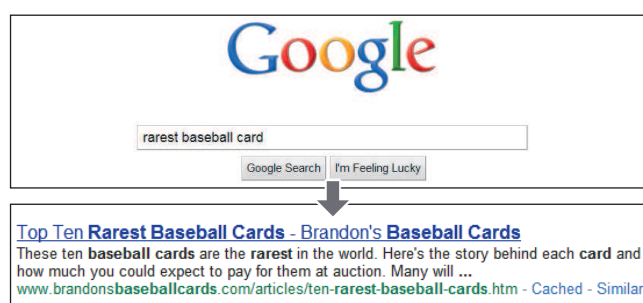 Google
rarest baseball card
Google Search I'm Feeling Lucky
Top Ten Rarest Baseball Cards - Brandon's Baseball Cards
These ten baseball cards are the rarest in the world. Here's the story behind each card and
how much you could expect to pay for them at auction. Many will ...
www.brandonsbaseballcards.com/articles/ten-rarest-baseball-cards.htm - Cached - Similar